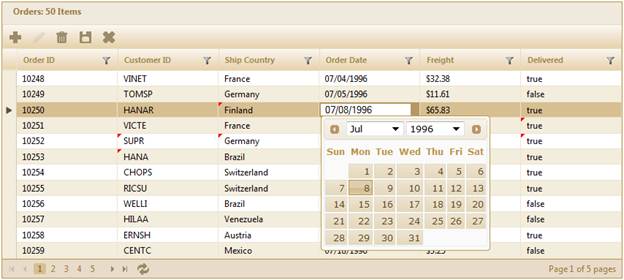 Orders: 50 Items
Order ID Customer ID Ship Country Order Date Freight Delivered
10248 VINET France 07/04/1996 $32.38 true
10249 TOMSP Germany 07/05/1996 $11.61 false
10250 HANAR Finland 07/08/1996 $65.83 true
10251 VICTE France true
10252 SUPR Germany true
10253 HANA Brazil true
10254 CHOPS Switzerland true
10255 RICSU Switzerland true
10256 WELLI Brazil false
10257 HILAA Venezuela false
10258 ERNSH Austria true
10259 CENTC Mexico false
Jul 1996
Sun Mon Tue Wed Thu Fri Sat
1 2 3 4 5 6
7 8 9 10 11 12 13
14 15 16 17 18 19 20
21 22 23 24 25 26 27
28 29 30 31
1 2 3 4 5
Page 1 of 5 pages